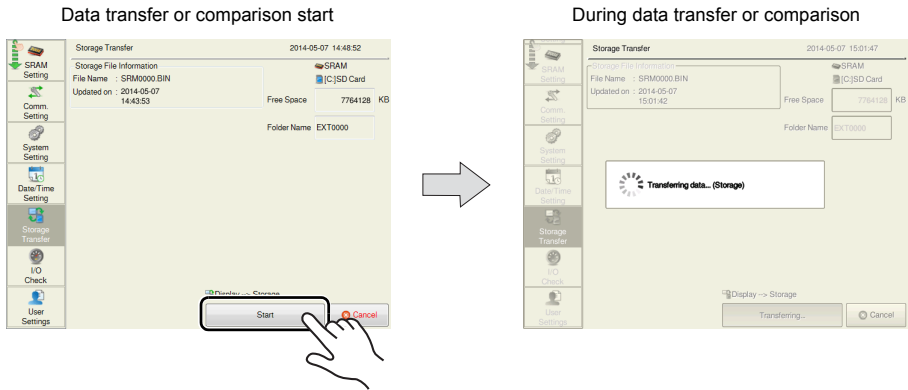 Data transfer or comparison start
During data transfer or comparison
SRAM
Setting
Comm.
Setting
System
Setting
Date/Time
Setting
Storage
Transfer
I/O
Check
User
Settings
Storage Transfer 2014-05-07 14:48:52
Storage File Information
File Name : SRM0000.BIN
Updated on : 2014-05-07
14:43:53
SRAM
[C:]SD Card
Free Space 7764128 KB
Folder Name EXT0000
Display --> Storage
Start
Cancel
SRAM
Setting
Comm.
Setting
System
Setting
Date/Time
Setting
Storage
Transfer
I/O
Check
User
Settings
Storage Transfer 2014-05-07 15:01:47
Storage File Information
File Name : SRM0000.BIN
Updated on : 2014-05-07
15:01:42
SRAM
[C:]SD Card
Free Space 7764128 KB
Folder Name EXT0000
Transferring data... (Storage)
Display --> Storage
Transferring...
Cancel